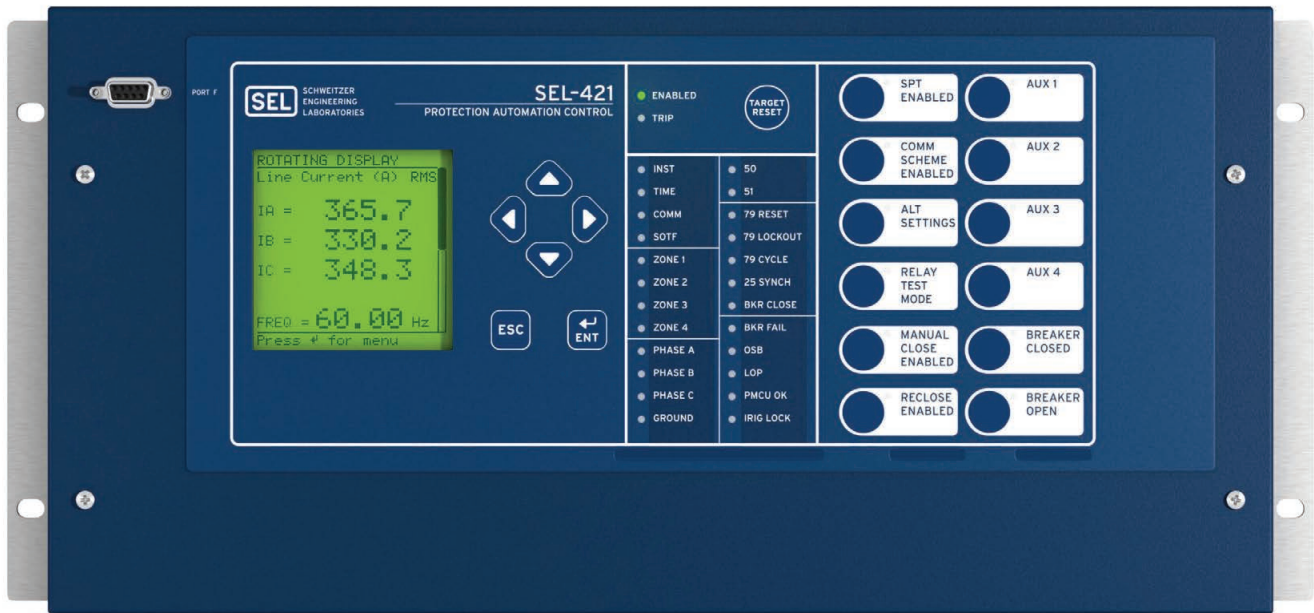 PORT F
SEL
SCHWEITZER
ENGINEERING
LABORATORIES
SEL-421
PROTECTION AUTOMATION CONTROL
ROTATING DISPLAY
Line Current (A) RMS
IA = 365.7
IB = 330.2
IC = 348.3
FREQ = 60.00 Hz
Press ↵ for menu
ESC
↵
ENT
ENABLED
TRIP
TARGET
RESET
INST
TIME
COMM
SOTF
ZONE 1
ZONE 2
ZONE 3
ZONE 4
PHASE A
PHASE B
PHASE C
GROUND
50
51
79 RESET
79 LOCKOUT
79 CYCLE
25 SYNCH
BKR CLOSE
BKR FAIL
OSB
LOP
PMCU OK
IRIG LOCK
SPT
ENABLED
COMM
SCHEME
ENABLED
ALT
SETTINGS
RELAY
TEST
MODE
MANUAL
CLOSE
ENABLED
RECLOSE
ENABLED
AUX 1
AUX 2
AUX 3
AUX 4
BREAKER
CLOSED
BREAKER
OPEN